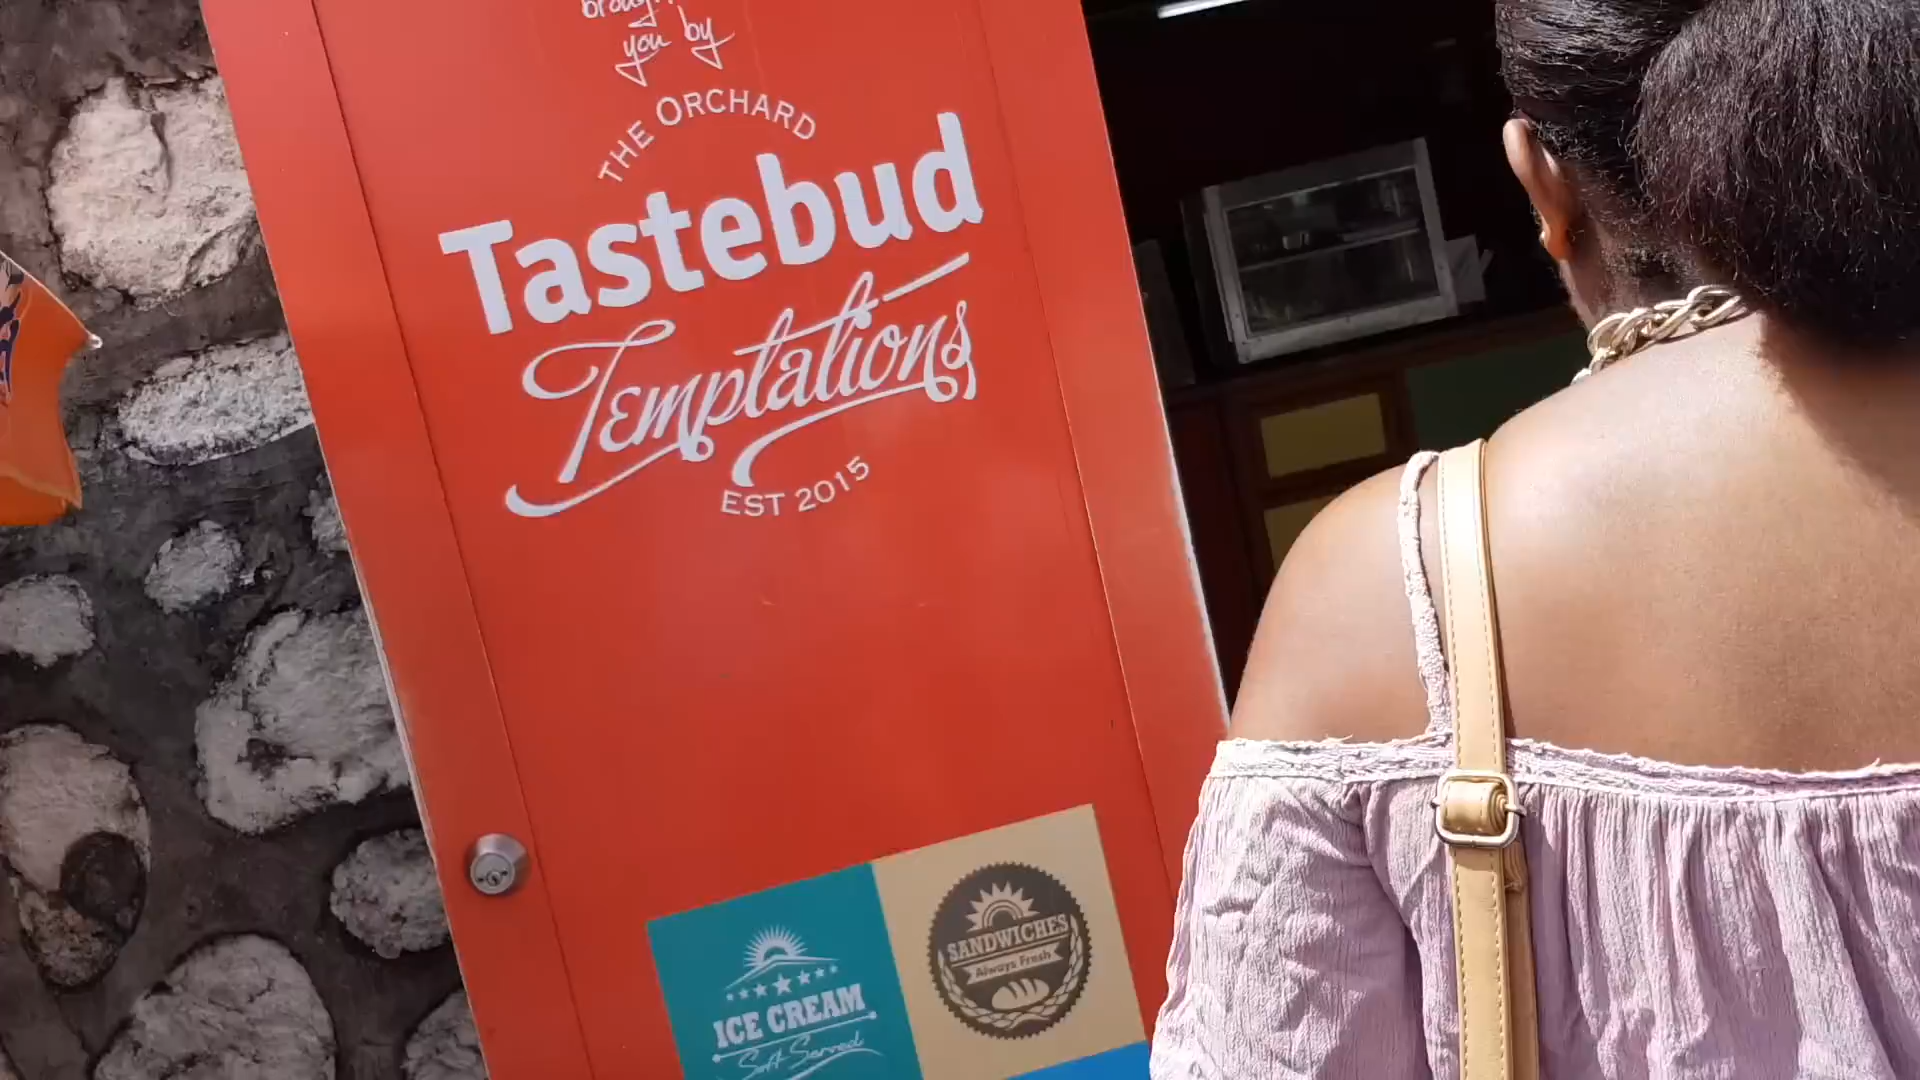 you by
THE ORCHARD
Tastebud
Temptations
EST 2015
ICE CREAM
Soft Served
SANDWICHES
Always Fresh